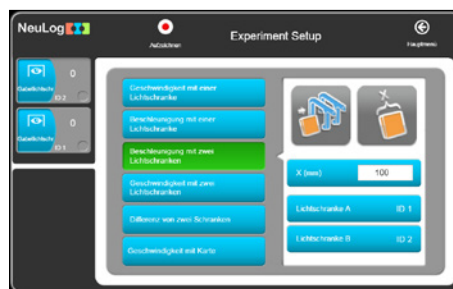 NeuLog
Aufzeichnen
Experiment Setup
Hauptmenü
0
Gabellichtschr
ID 2
0
Gabellichtschr
ID 1
Geschwindigkeit mit einer
Lichtschranke
Beschleunigung mit einer
Lichtschranke
Beschleunigung mit zwei
Lichtschranken
Geschwindigkeit mit zwei
Lichtschranken
Differenz von zwei Schranken
Geschwindigkeit mit Karte
X
X (mm)
100
Lichtschranke A
ID 1
Lichtschranke B
ID 2